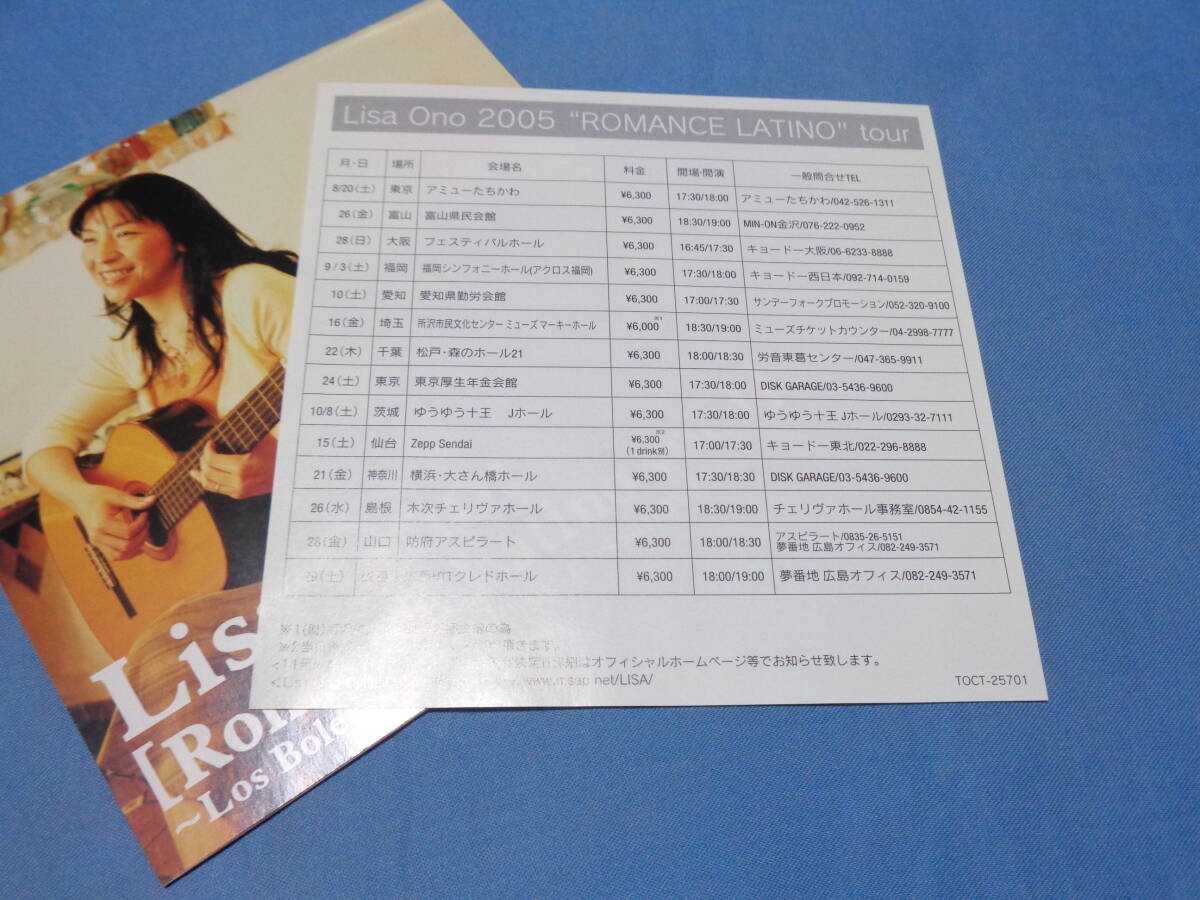 Lisa Ono 2005 "ROMANCE LATINO" tour
月・日 場所 会場名 料金 開場・開演 一般問合せTEL
8/20(土) 東京 アミューたちかわ ¥6,300 17:30/18:00 アミューたちかわ/042-526-1311
26(金) 富山 富山県民会館 ¥6,300 18:30/19:00 MIN-ON金沢/076-222-0952
28(日) 大阪 フェスティバルホール ¥6,300 16:45/17:30 キョードー大阪/06-6233-8888
9/3(土) 福岡 福岡シンフォニーホール(アクロス福岡) ¥6,300 17:30/18:00 キョードー西日本/092-714-0159
10(土) 愛知 愛知県勤労会館 ¥6,300 17:00/17:30 サンデーフォークプロモーション/052-320-9100
16(金) 埼玉 所沢市民文化センター ミューズ マーキーホール ¥6,000※1 18:30/19:00 ミューズチケットカウンター/04-2998-7777
22(木) 千葉 松戸・森のホール21 ¥6,300 18:00/18:30 労音東葛センター/047-365-9911
24(土) 東京 東京厚生年金会館 ¥6,300 17:30/18:00 DISK GARAGE/03-5436-9600
10/8(土) 茨城 ゆうゆう十王 Jホール ¥6,300 17:30/18:00 ゆうゆう十王 Jホール/0293-32-7111
15(土) 仙台 Zepp Sendai ¥6,300※2 (1drink別) 17:00/17:30 キョードー東北/022-296-8888
21(金) 神奈川 横浜・大さん橋ホール ¥6,300 17:30/18:30 DISK GARAGE/03-5436-9600
26(水) 島根 木次チェリヴァホール ¥6,300 18:30/19:00 チェリヴァホール事務室/0854-42-1155
28(金) 山口 防府アスピラート ¥6,300 18:00/18:30 アスピラート/0835-26-5151
夢番地 広島オフィス/082-249-3571
29(土) クレドホール ¥6,300 18:00/19:00 夢番地 広島オフィス/082-249-3571
※1
の為
※2
頂きます。
はオフィシャルホームページ等でお知らせ致します。
www.msap.net/LISA/
TOCT-25701
Lis
[Ro
~Los Bole